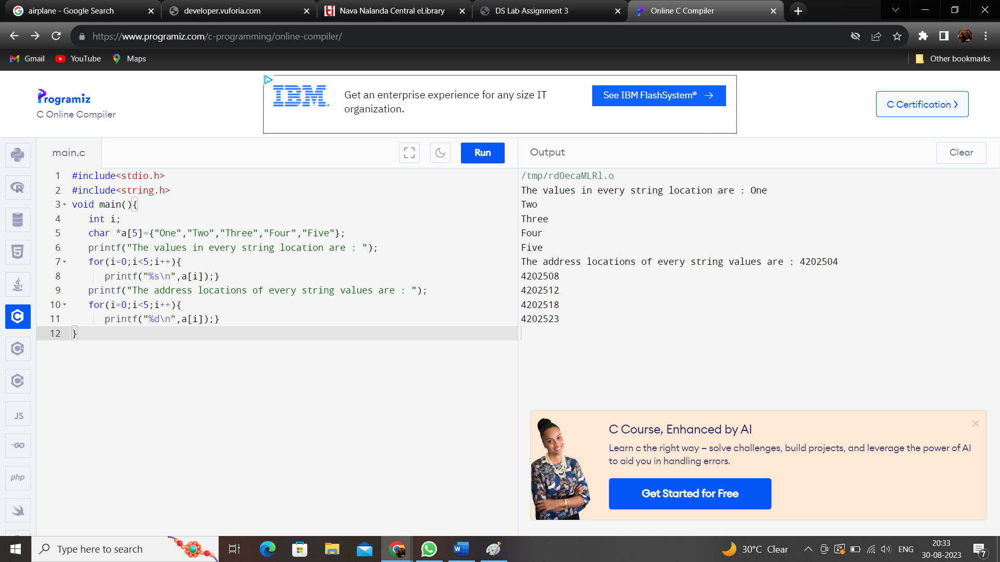 airplane - Google Search
developer.vuforia.com
Nava Nalanda Central eLibrary
DS Lab Assignment 3
Online C Compiler
https://www.programiz.com/c-programming/online-compiler/
Gmail
YouTube
Maps
Other bookmarks
Programiz
C Online Compiler
IBM
Get an enterprise experience for any size IT
organization.
See IBM FlashSystem® →
C Certification >
main.c
Run
1 #include<stdio.h>
2 #include<string.h>
3 void main(){
4 int i;
5 char *a[5]={"One","Two","Three","Four","Five"};
6 printf("The values in every string location are : ");
7 for(i=0;i<5;i++){
8 printf("%s\n",a[i]);}
9 printf("The address locations of every string values are : ");
10 for(i=0;i<5;i++){
11 printf("%d\n",a[i]);}
12 }
Output
Clear
/tmp/rdOecaMLRl.o
The values in every string location are : One
Two
Three
Four
Five
The address locations of every string values are : 4202504
4202508
4202512
4202518
4202523
JS
GO
php
C Course, Enhanced by AI
Learn c the right way – solve challenges, build projects, and leverage the power of AI
to aid you in handling errors.
Get Started for Free
Type here to search
30°C Clear
ENG
20:33
30-08-2023
7